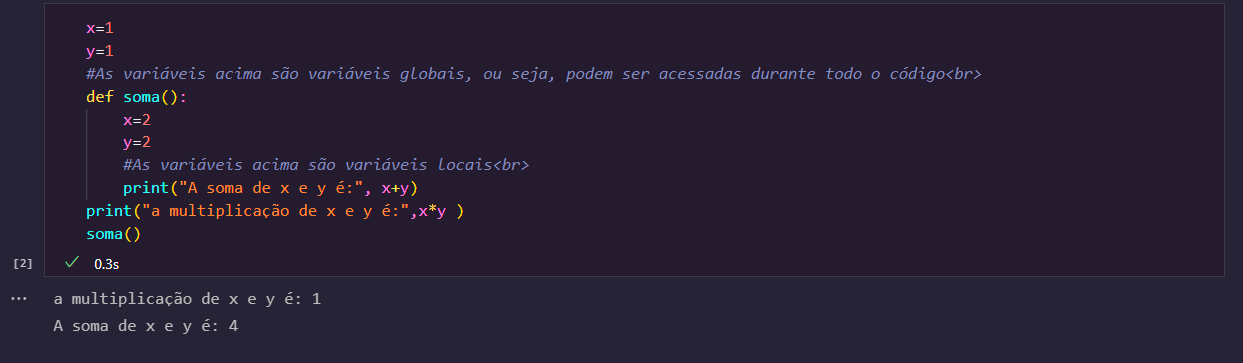 x=1
y=1
#As variáveis acima são variáveis globais, ou seja, podem ser acessadas durante todo o código<br>
def soma():
    x=2
    y=2
    #As variáveis acima são variáveis locais<br>
    print("A soma de x e y é:", x+y)
print("a multiplicação de x e y é:",x*y )
soma()
[2] ✓ 0.3s
... a multiplicação de x e y é: 1
A soma de x e y é: 4